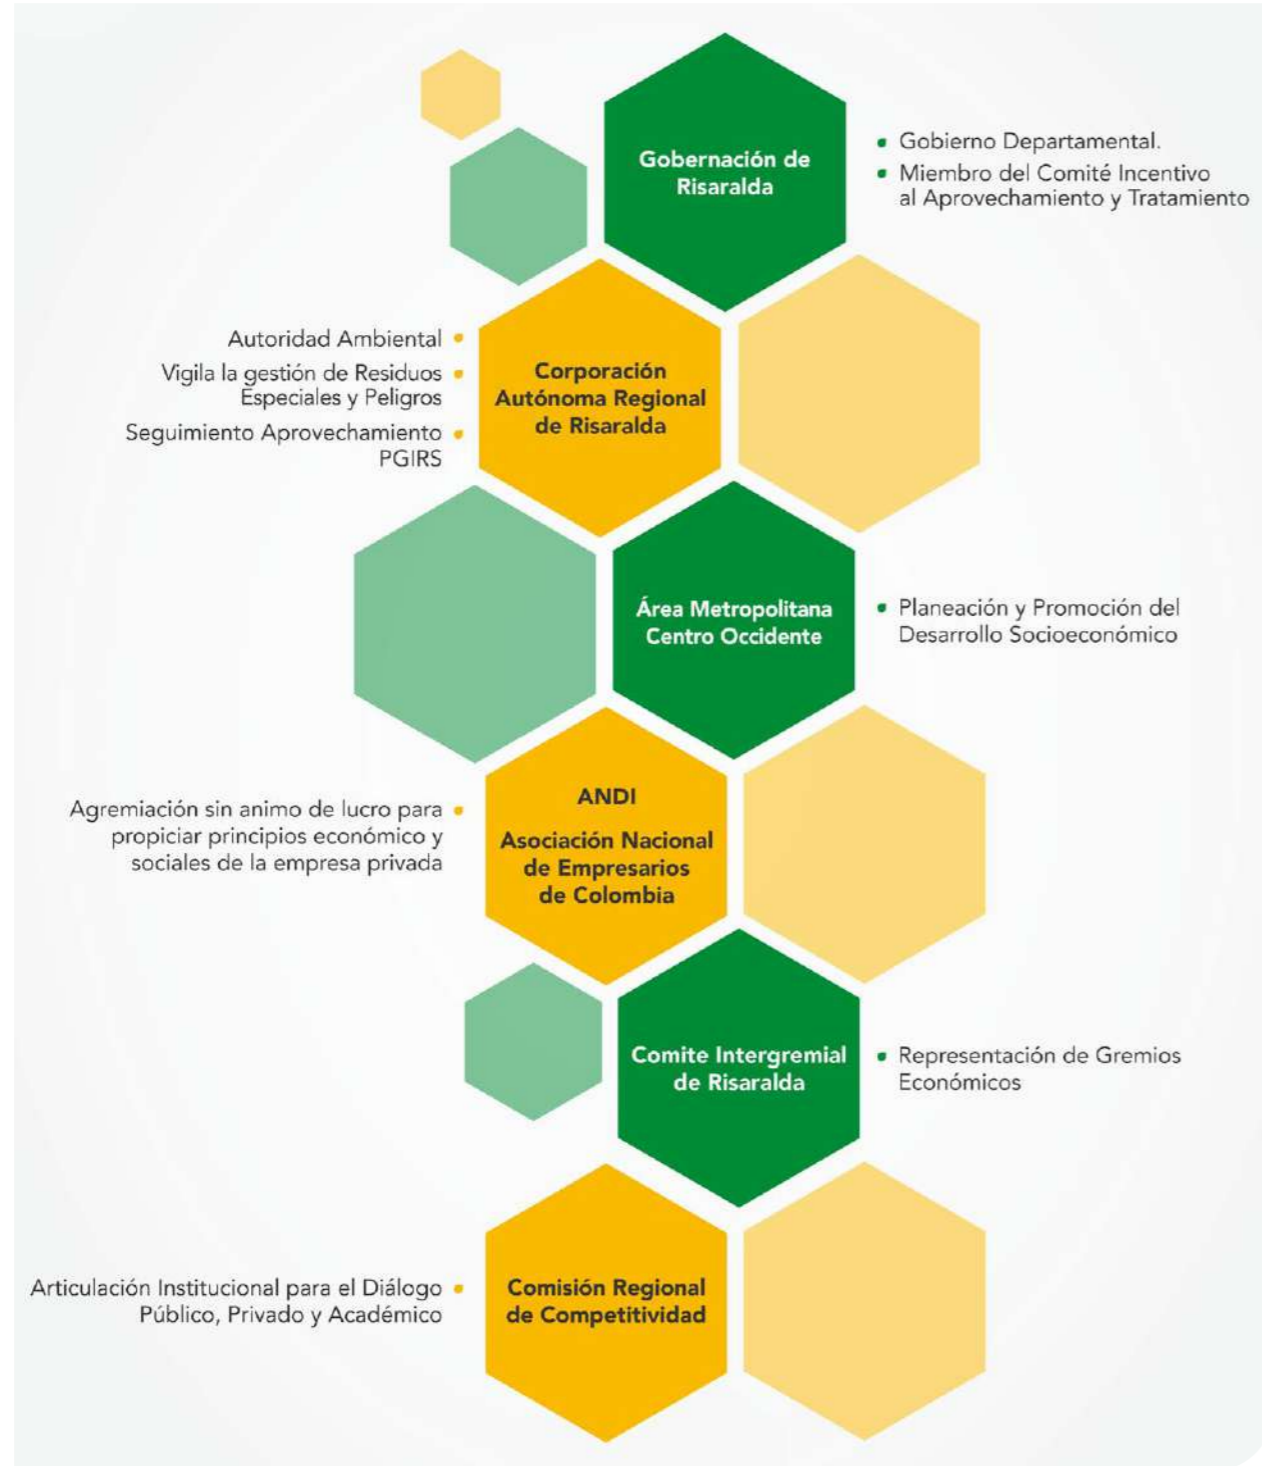 Gobernación de
Risaralda
Gobierno Departamental.
Miembro del Comité Incentivo
al Aprovechamiento y Tratamiento
Autoridad Ambiental
Vigila la gestión de Residuos
Especiales y Peligros
Seguimiento Aprovechamiento
PGIRS
Corporación
Autónoma Regional
de Risaralda
Área Metropolitana
Centro Occidente
Planeación y Promoción del
Desarrollo Socioeconómico
Agremiación sin animo de lucro para
propiciar principios económico y
sociales de la empresa privada
ANDI
Asociación Nacional
de Empresarios
de Colombia
Comite Intergremial
de Risaralda
Representación de Gremios
Económicos
Articulación Institucional para el Diálogo
Público, Privado y Académico
Comisión Regional
de Competitividad